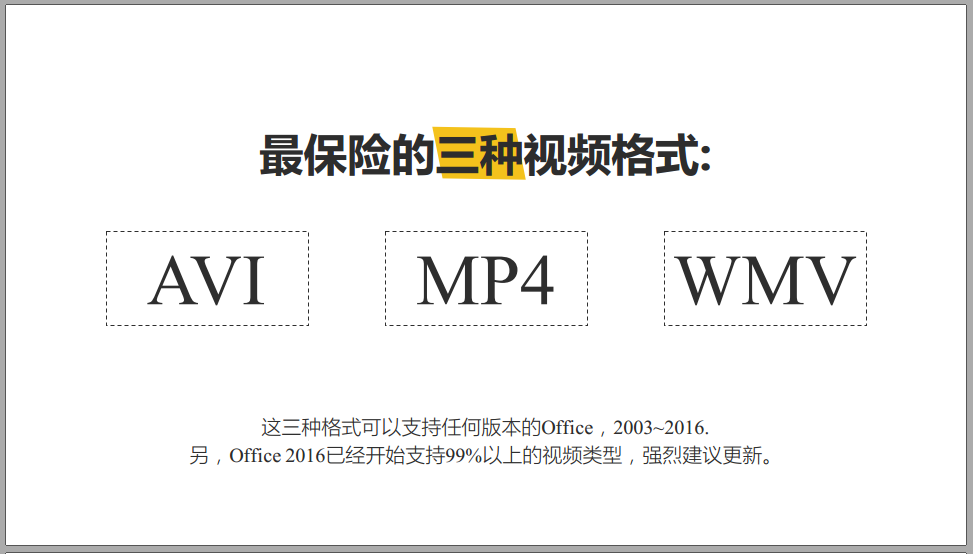 最保险的三种视频格式:
AVI
MP4
WMV
这三种格式可以支持任何版本的Office，2003~2016.
另，Office 2016已经开始支持99%以上的视频类型，强烈建议更新。